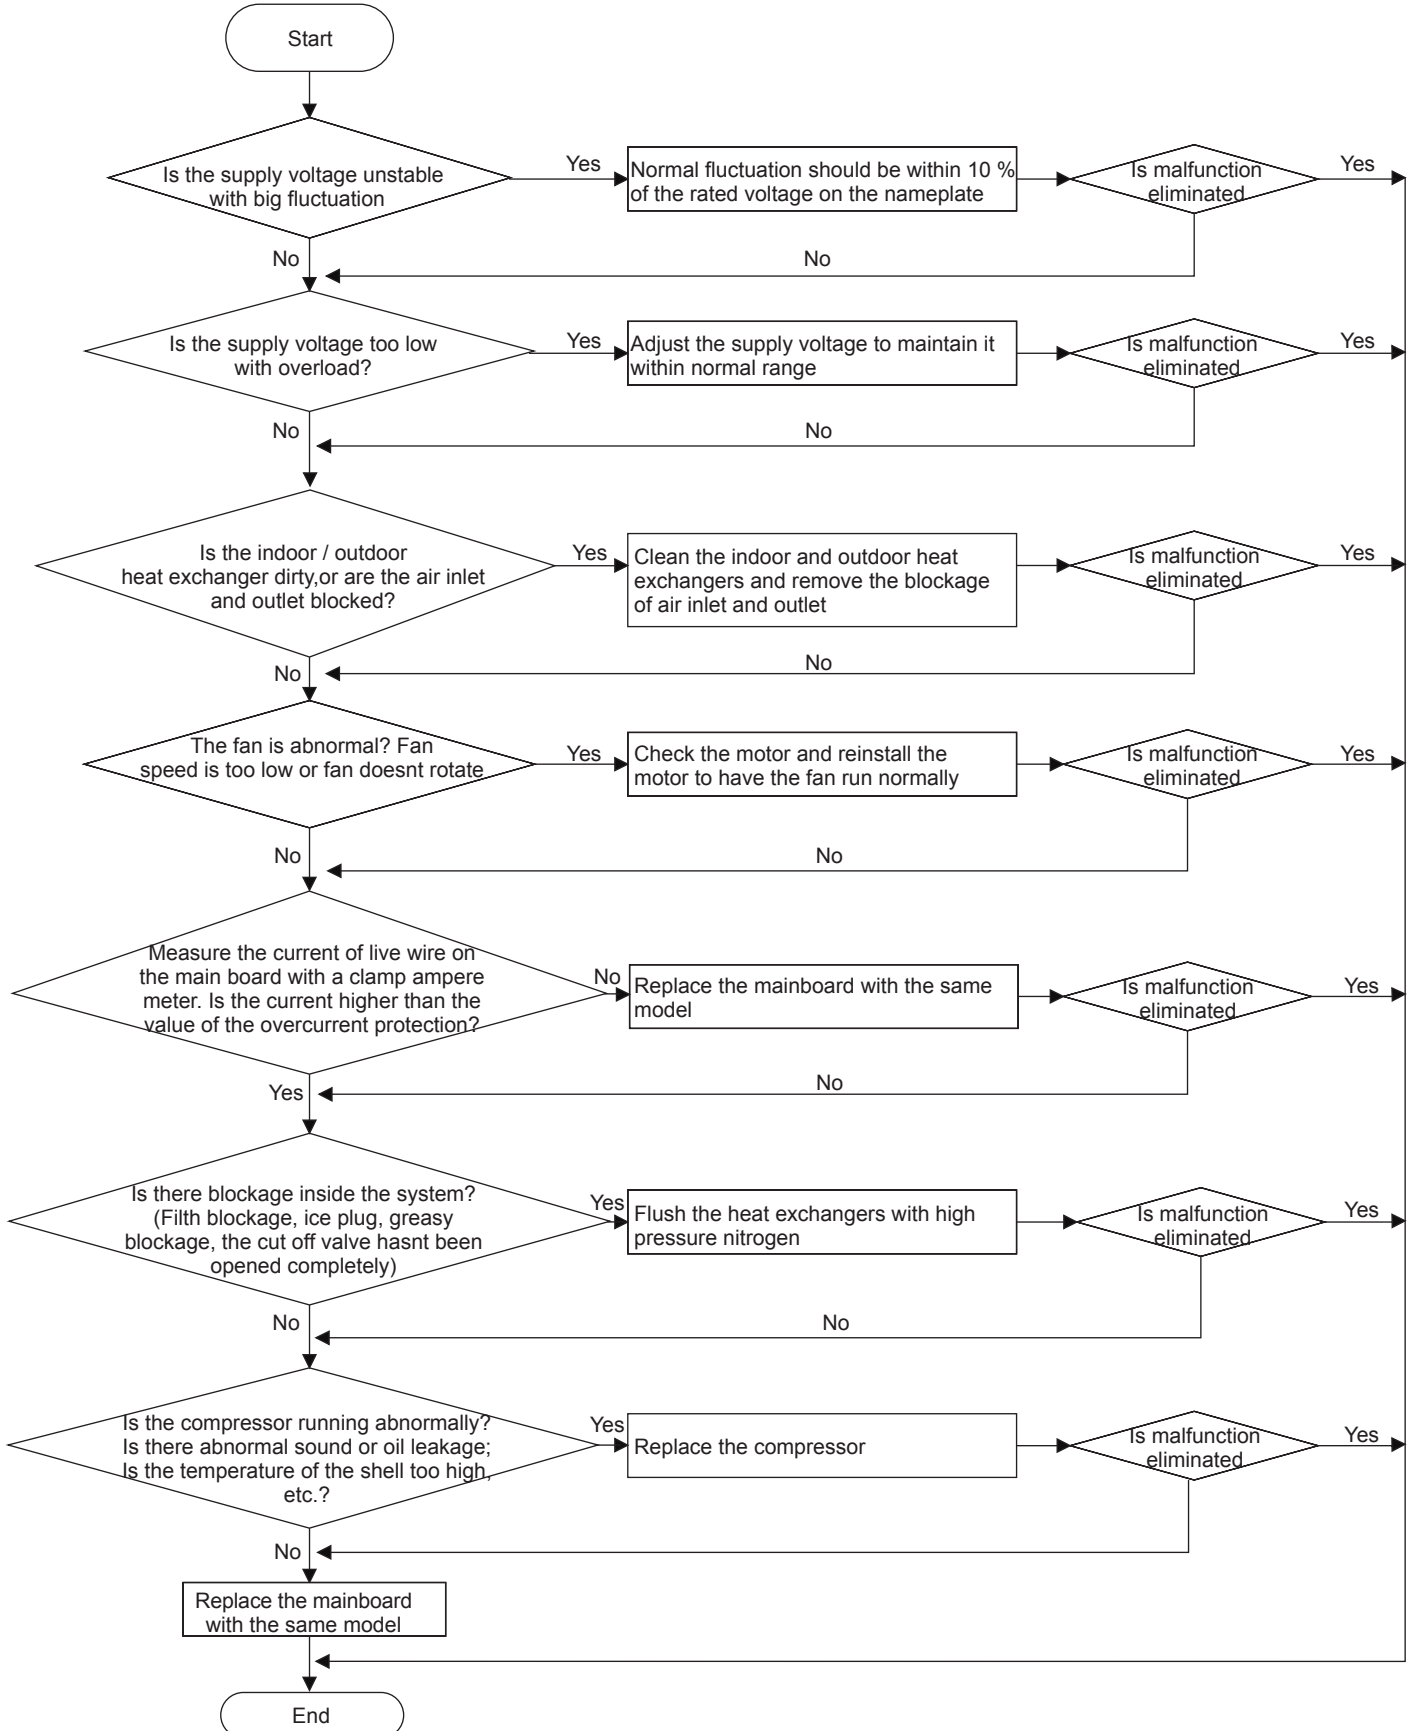 Start
Is the supply voltage unstable
with big fluctuation
Yes
Normal fluctuation should be within 10 %
of the rated voltage on the nameplate
Is malfunction
eliminated
Yes
No
No
Is the supply voltage too low
with overload?
Yes
Adjust the supply voltage to maintain it
within normal range
Is malfunction
eliminated
Yes
No
No
Is the indoor / outdoor
heat exchanger dirty,or are the air inlet
and outlet blocked?
Yes
Clean the indoor and outdoor heat
exchangers and remove the blockage
of air inlet and outlet
Is malfunction
eliminated
Yes
No
No
The fan is abnormal? Fan
speed is too low or fan doesnt rotate
Yes
Check the motor and reinstall the
motor to have the fan run normally
Is malfunction
eliminated
Yes
No
No
Measure the current of live wire on
the main board with a clamp ampere
meter. Is the current higher than the
value of the overcurrent protection?
No
Replace the mainboard with the same
model
Is malfunction
eliminated
Yes
Yes
No
Is there blockage inside the system?
(Filth blockage, ice plug, greasy
blockage, the cut off valve hasnt been
opened completely)
Yes
Flush the heat exchangers with high
pressure nitrogen
Is malfunction
eliminated
Yes
No
No
Is the compressor running abnormally?
Is there abnormal sound or oil leakage;
Is the temperature of the shell too high,
etc.?
Yes
Replace the compressor
Is malfunction
eliminated
Yes
No
Replace the mainboard
with the same model
End